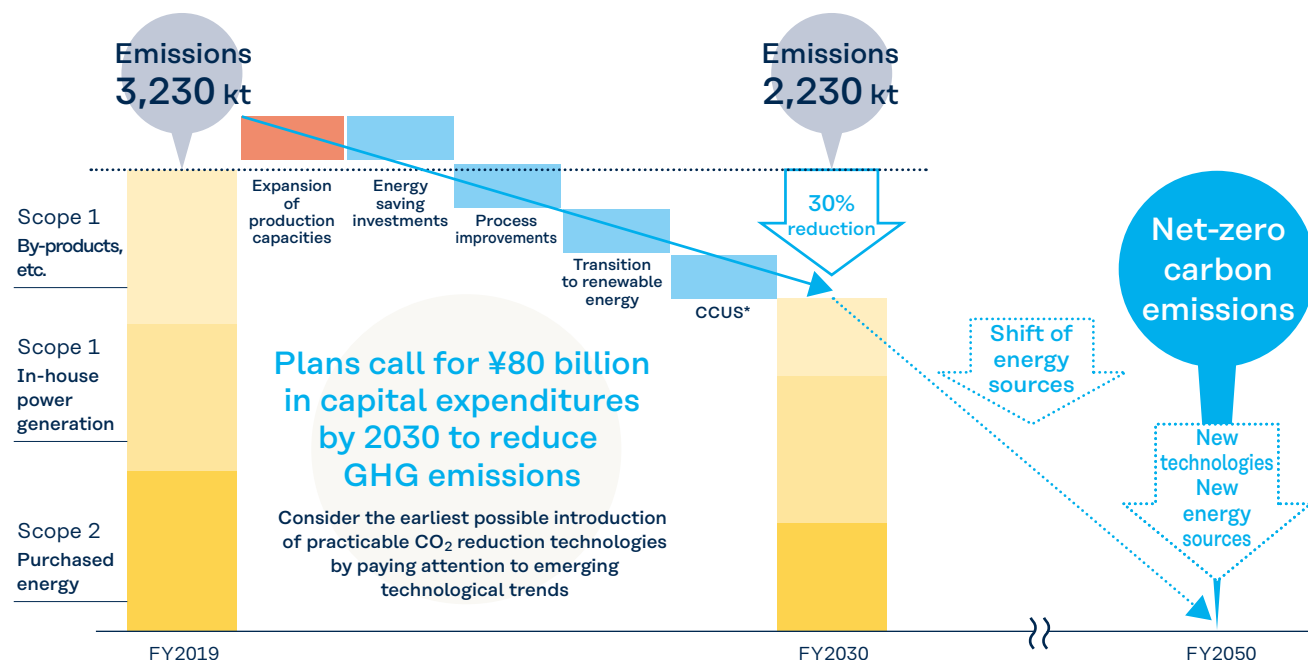 Emissions
3,230 kt
Emissions
2,230 kt
Expansion
of
production
capacities
Energy
saving
investments
Process
improvements
Transition
to renewable
energy
CCUS*
30%
reduction
Scope 1
By-products,
etc.
Scope 1
In-house
power
generation
Scope 2
Purchased
energy
Plans call for ¥80 billion
in capital expenditures
by 2030 to reduce
GHG emissions
Consider the earliest possible introduction
of practicable CO₂ reduction technologies
by paying attention to emerging
technological trends
Shift of
energy
sources
Net-zero
carbon
emissions
New
technologies
New
energy
sources
FY2019
FY2030
FY2050